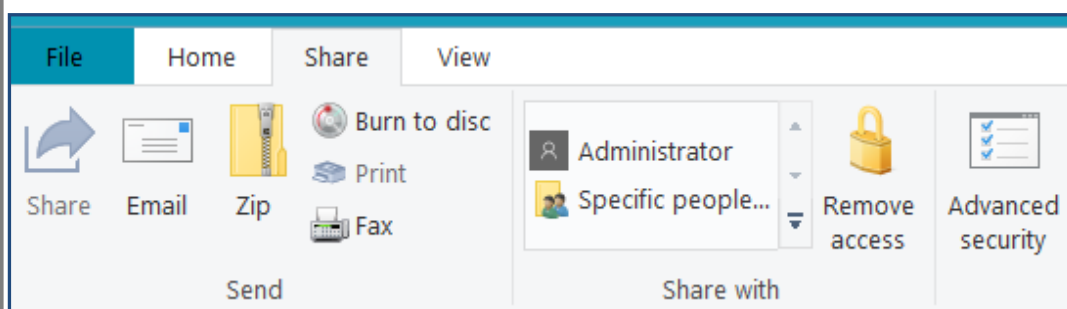 File Home Share View
Share
Email
Zip
Burn to disc
Print
Fax
Send
Administrator
Specific people...
Remove
access
Share with
Advanced
security